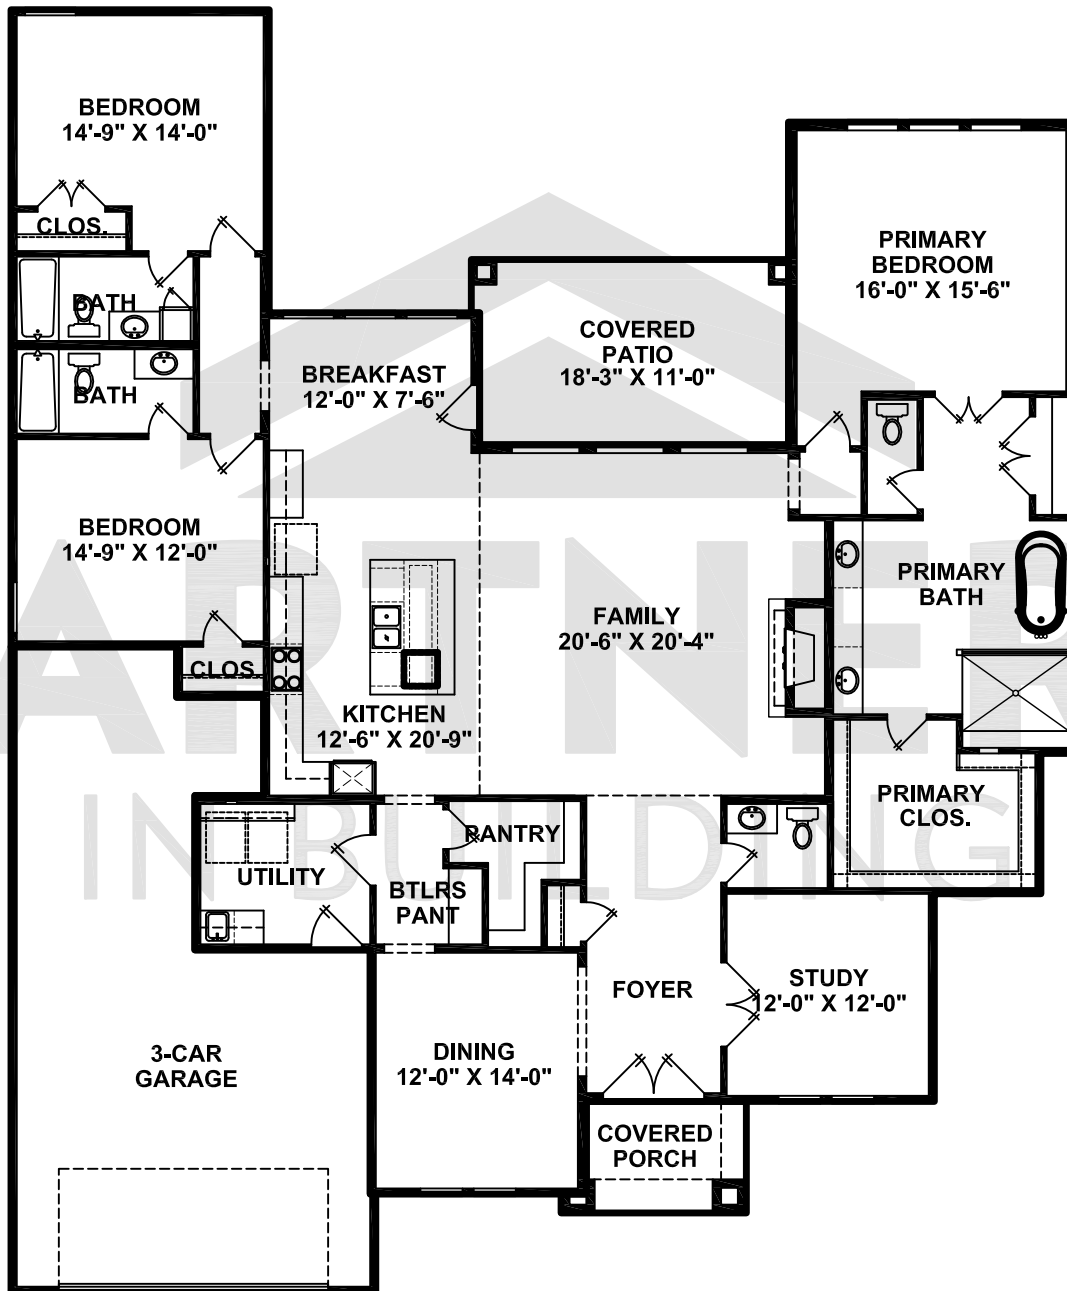 BEDROOM
14'-9" X 14'-0"
CLOS.
BATH
BATH
BEDROOM
14'-9" X 12'-0"
CLOS
BREAKFAST
12'-0" X 7'-6"
COVERED
PATIO
18'-3" X 11'-0"
PRIMARY
BEDROOM
16'-0" X 15'-6"
PRIMARY
BATH
FAMILY
20'-6" X 20'-4"
KITCHEN
12'-6" X 20'-9"
PRIMARY
CLOS.
PANTRY
UTILITY
BTLRS
PANT
FOYER
STUDY
12'-0" X 12'-0"
DINING
12'-0" X 14'-0"
3-CAR
GARAGE
COVERED
PORCH
ARTNER
IN BUILDING